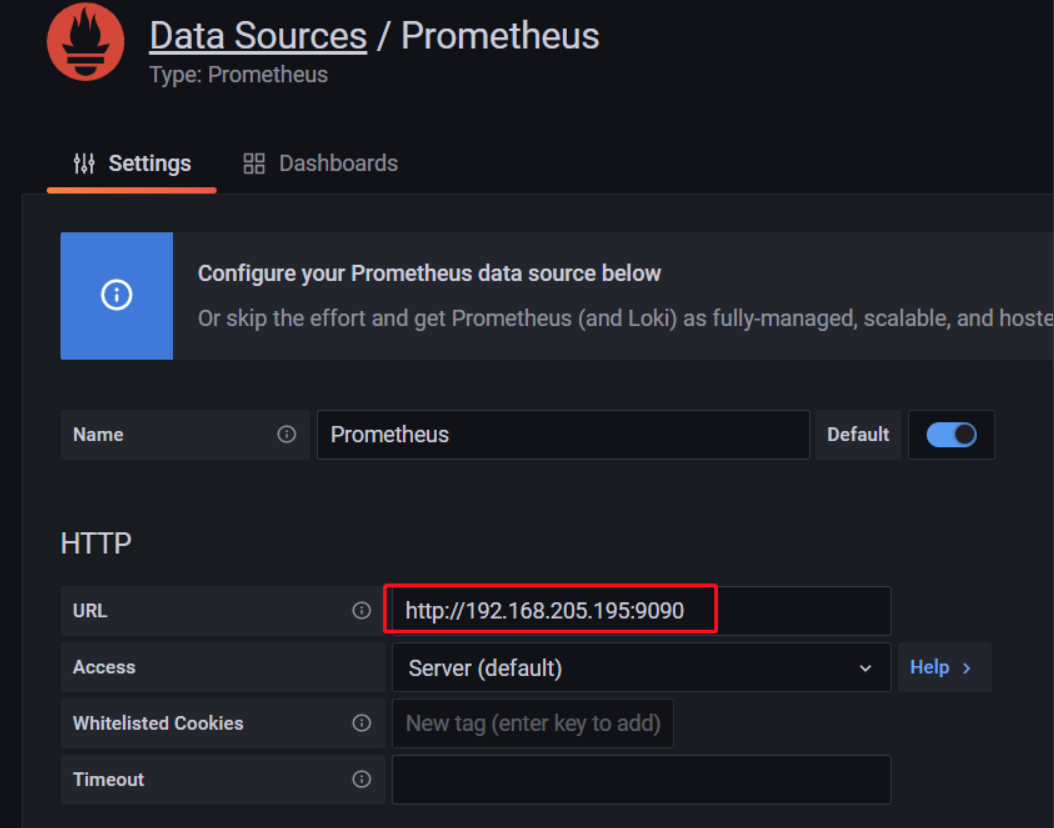 Data Sources / Prometheus
Type: Prometheus
Settings
Dashboards
Configure your Prometheus data source below
Or skip the effort and get Prometheus (and Loki) as fully-managed, scalable, and hoste
Name
Prometheus
Default
HTTP
URL
http://192.168.205.195:9090
Access
Server (default)
Help
Whitelisted Cookies
New tag (enter key to add)
Timeout